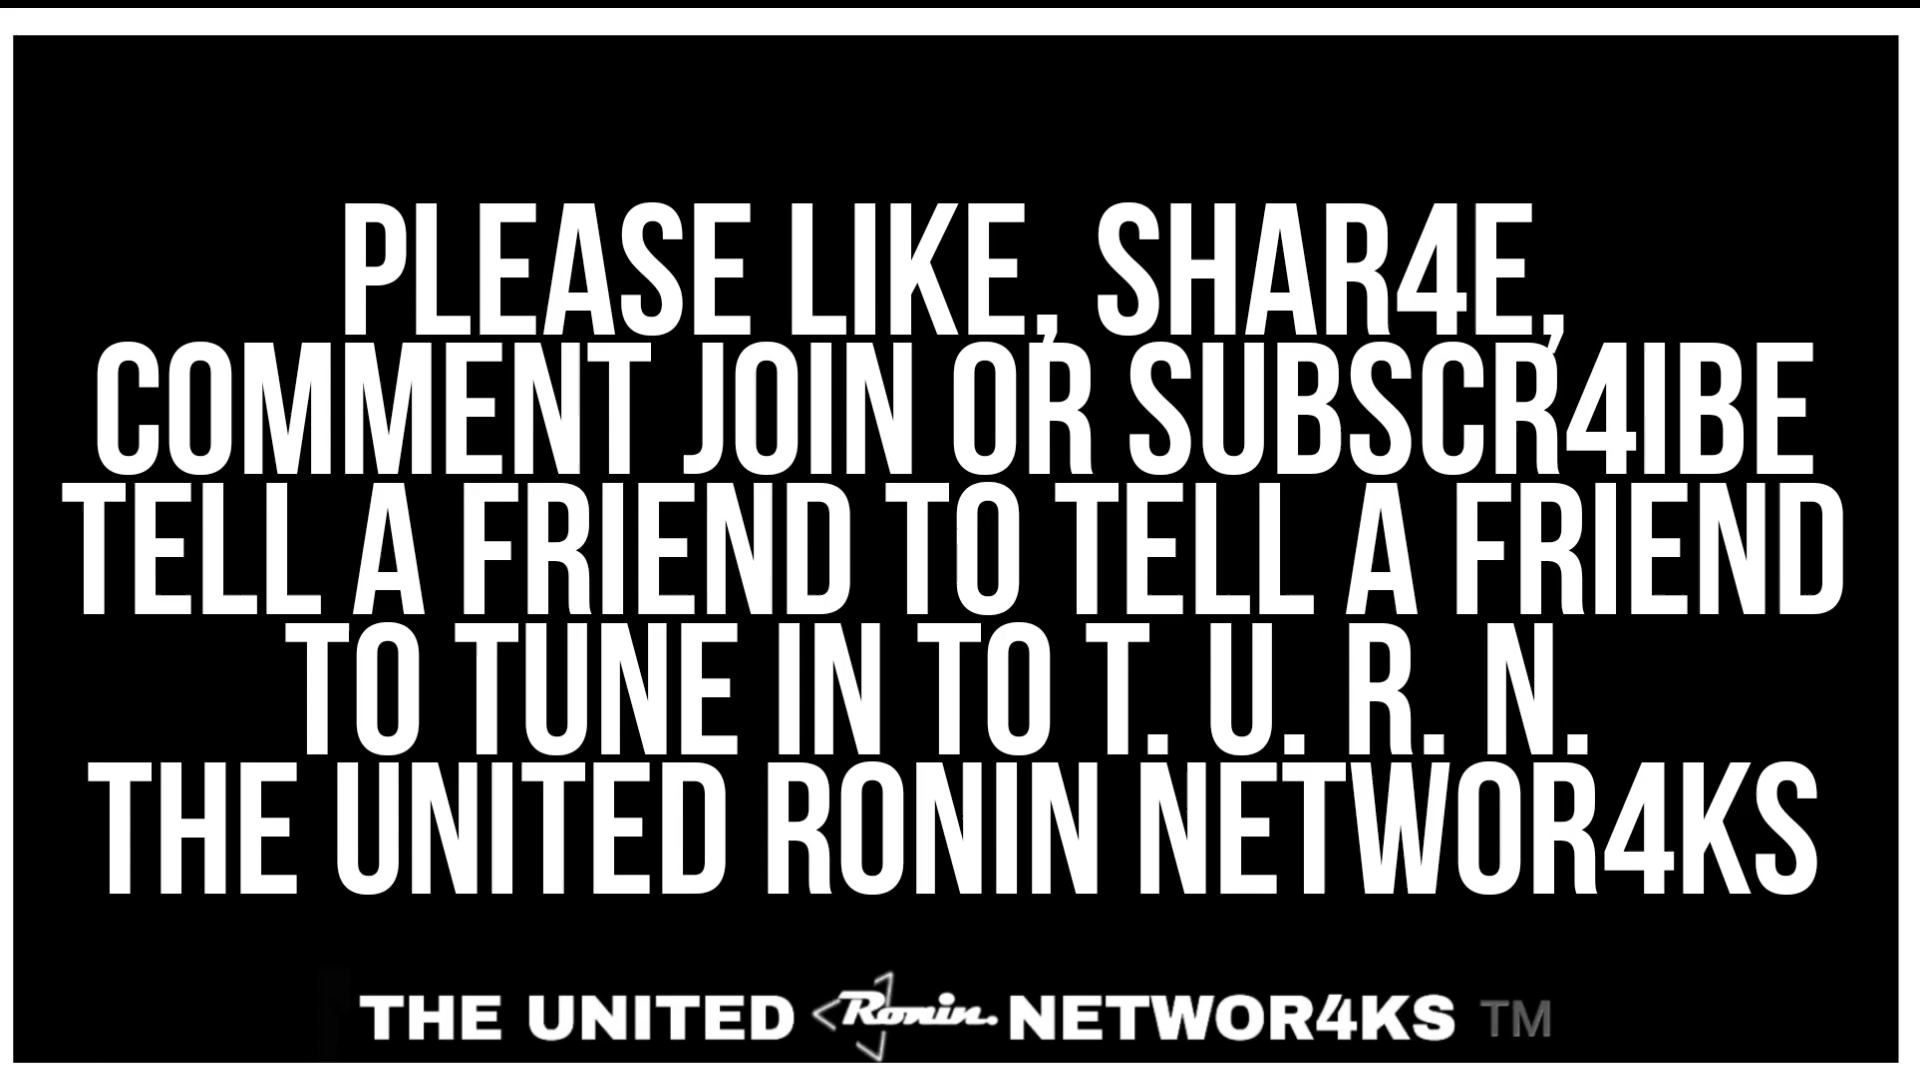 PLEASE LIKE, SHAR4E,
COMMENT JOIN OR SUBSCR4IBE
TELL A FRIEND TO TELL A FRIEND
TO TUNE IN TO T. U. R. N.
THE UNITED RONIN NETWOR4KS
THE UNITED Ronin. NETWOR4KS TM